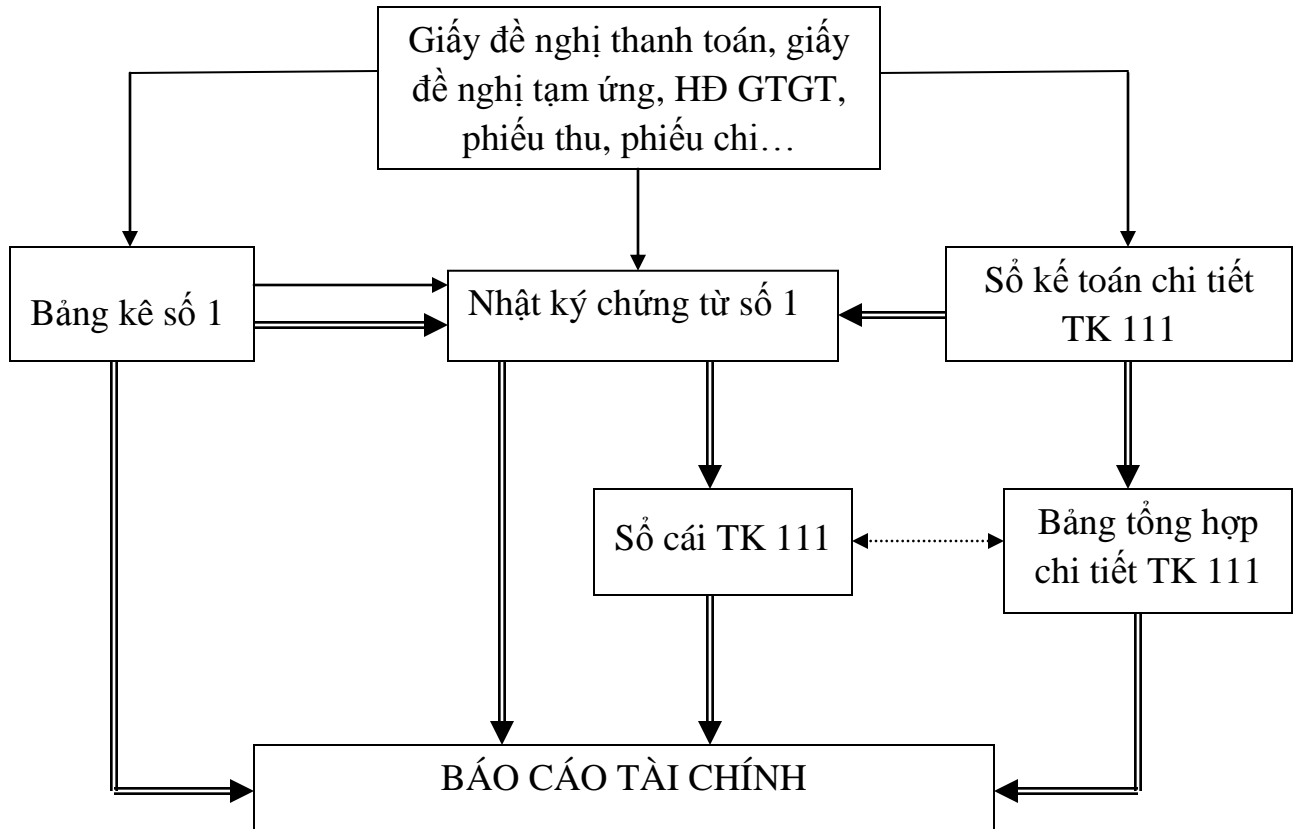 Giấy đề nghị thanh toán, giấy
đề nghị tạm ứng, HĐ GTGT,
phiếu thu, phiếu chi…
Bảng kê số 1
Nhật ký chứng từ số 1
Sổ kế toán chi tiết
TK 111
Sổ cái TK 111
Bảng tổng hợp
chi tiết TK 111
BÁO CÁO TÀI CHÍNH